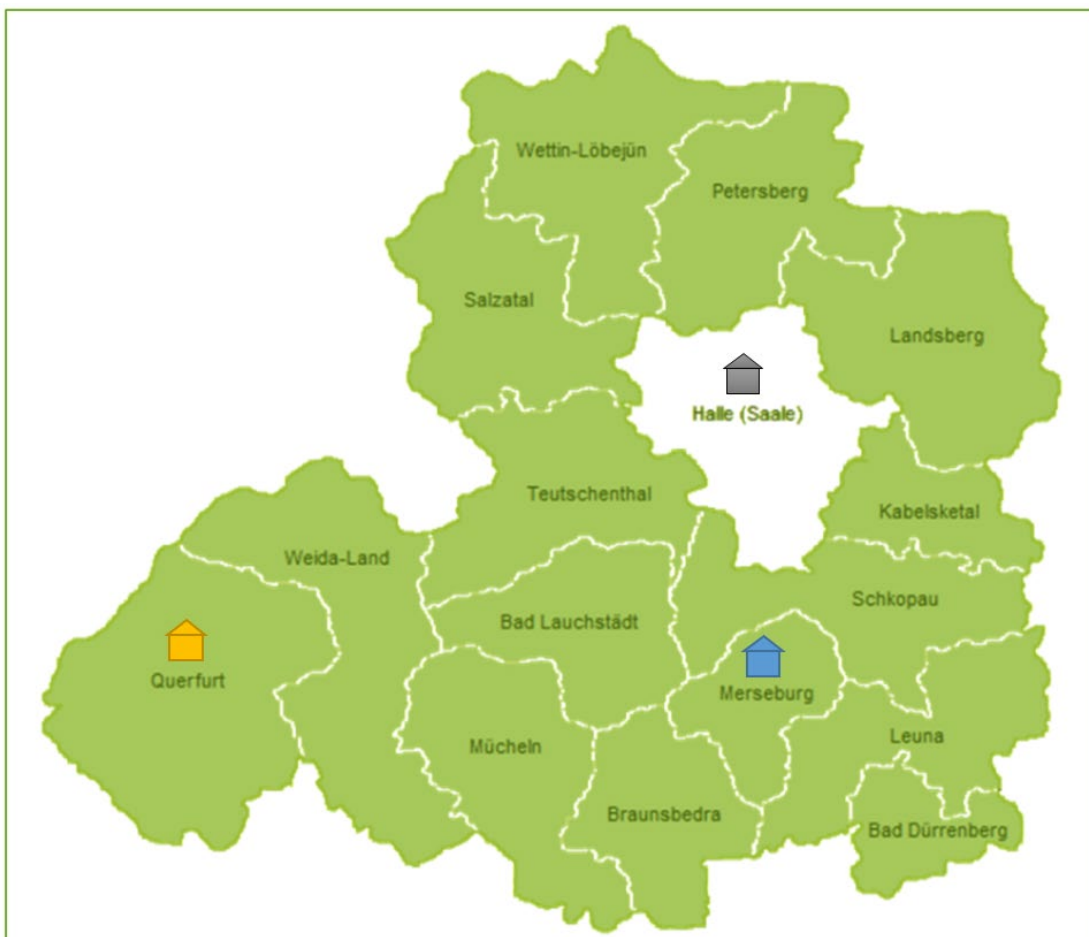 Wettin-Löbejün
Petersberg
Salzatal
Landsberg
Halle (Saale)
Teutschenthal
Kabelsketal
Weida-Land
Schkopau
Bad Lauchstädt
Querfurt
Merseburg
Mücheln
Leuna
Braunsbedra
Bad Dürrenberg